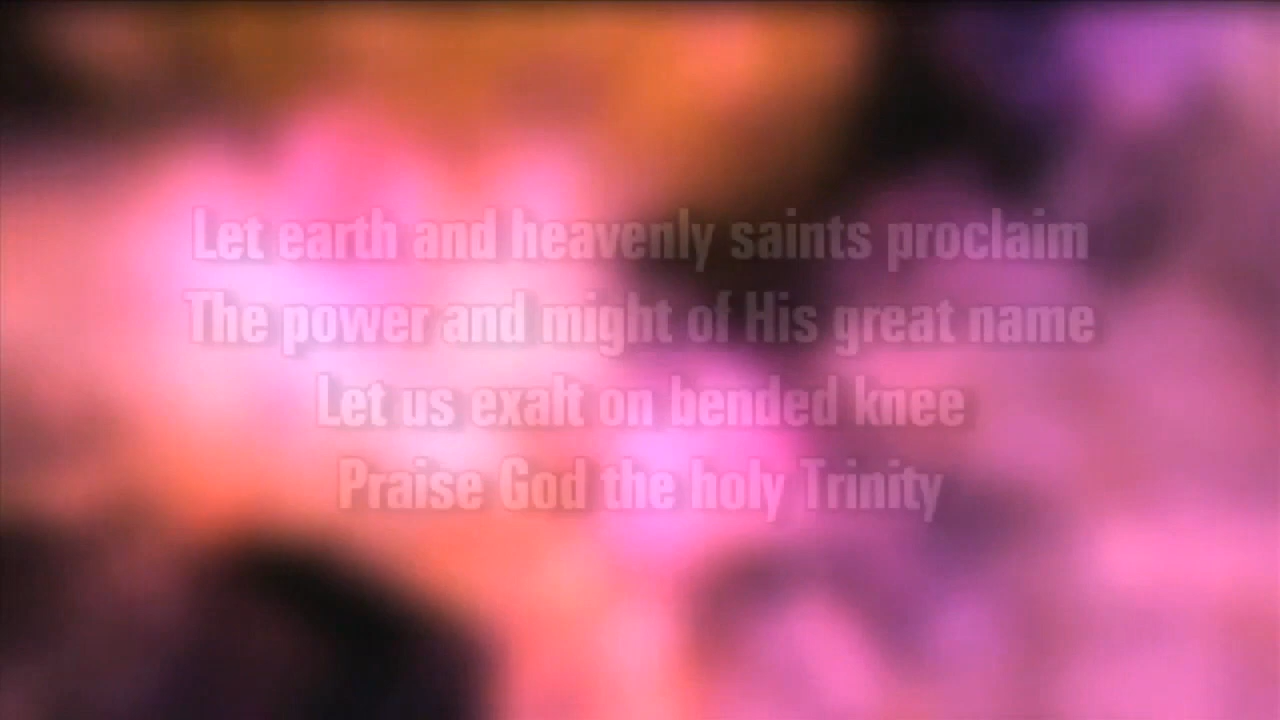 Let earth and heavenly saints proclaim
The power and might of His great name
Let us exalt on bended knee
Praise God the holy Trinity